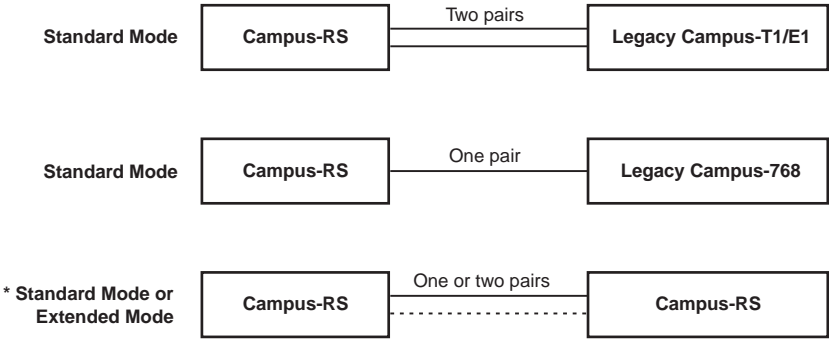 Two pairs
Standard Mode Campus-RS Legacy Campus-T1/E1
One pair
Standard Mode Campus-RS Legacy Campus-768
One or two pairs
* Standard Mode or
Extended Mode
Campus-RS Campus-RS